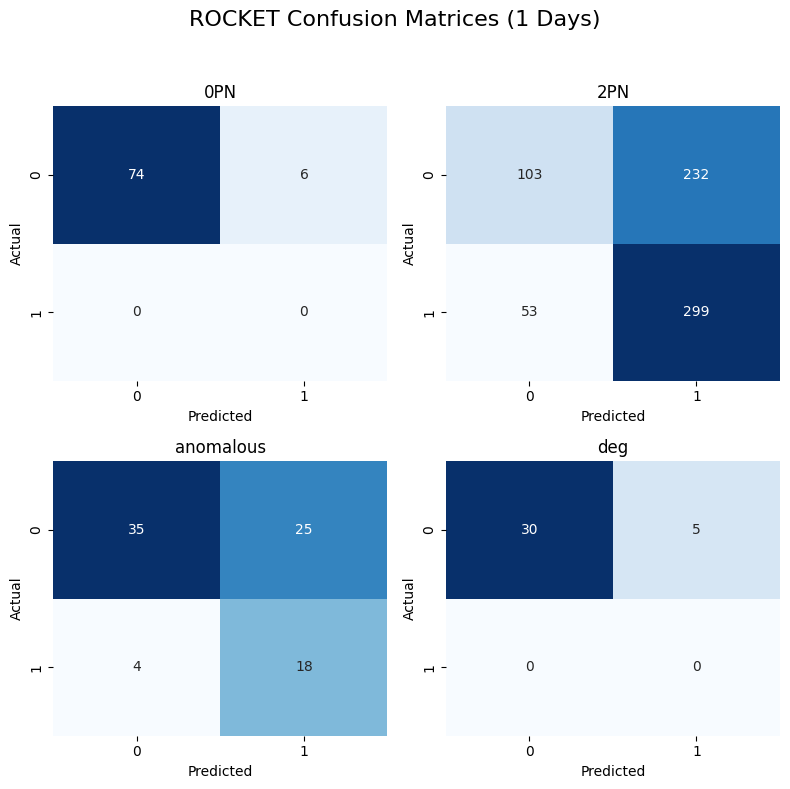 ROCKET Confusion Matrices (1 Days)
0PN
2PN
Actual
0
74
6
1
0
0
0
1
Predicted
Actual
0
103
232
1
53
299
0
1
Predicted
anomalous
deg
Actual
0
35
25
1
4
18
0
1
Predicted
Actual
0
30
5
1
0
0
0
1
Predicted